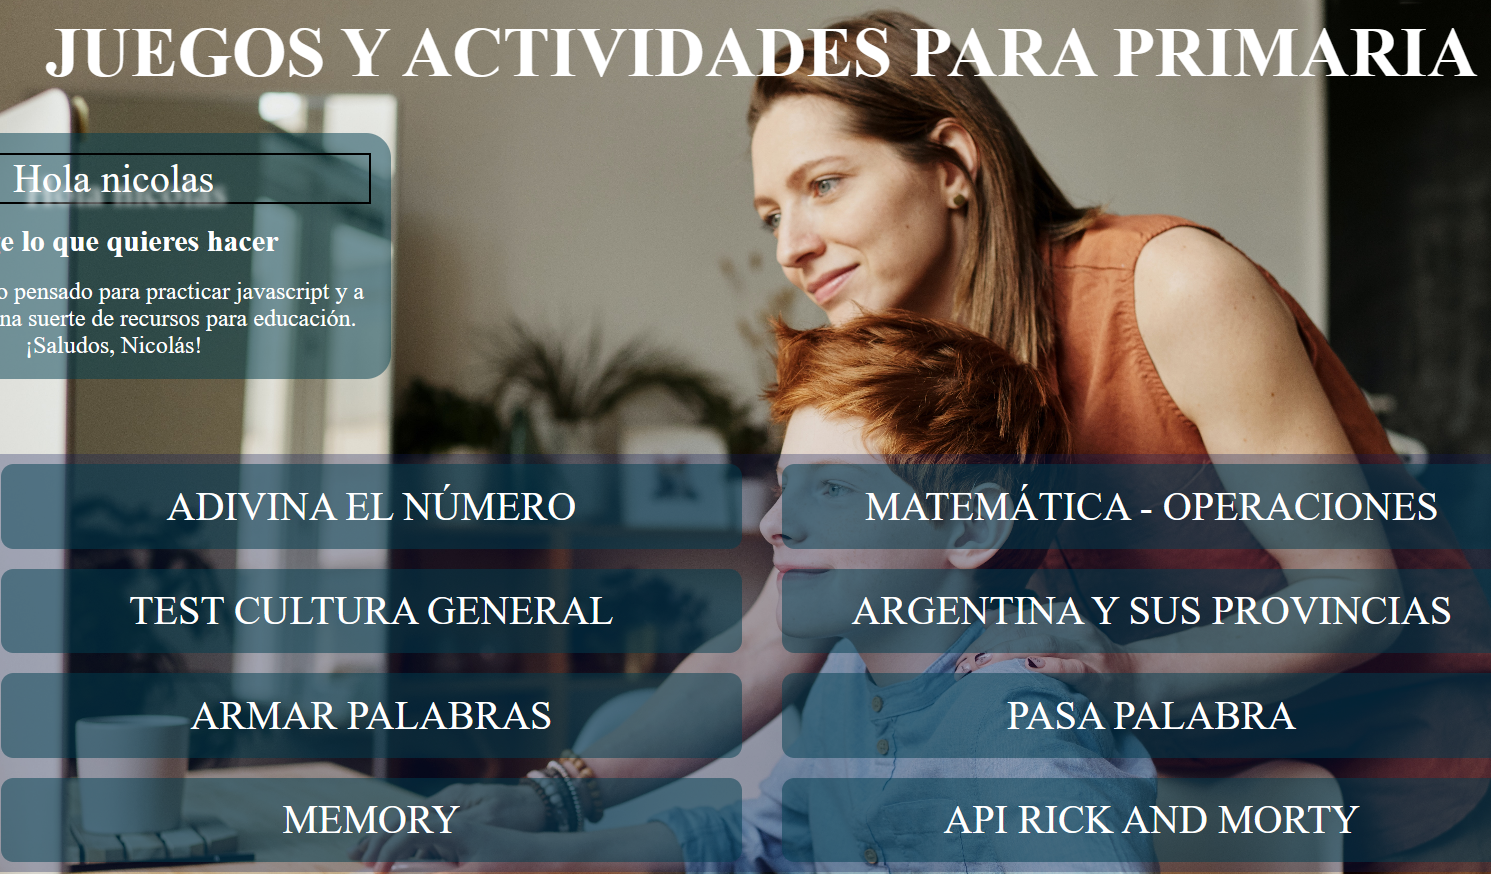 JUEGOS Y ACTIVIDADES PARA PRIMARIA
Hola nicolas
lo que quieres hacer
pensado para practicar javascript y a
suerte de recursos para educación.
¡Saludos, Nicolás!
ADIVINA EL NÚMERO
MATEMÁTICA - OPERACIONES
TEST CULTURA GENERAL
ARGENTINA Y SUS PROVINCIAS
ARMAR PALABRAS
PASA PALABRA
MEMORY
API RICK AND MORTY